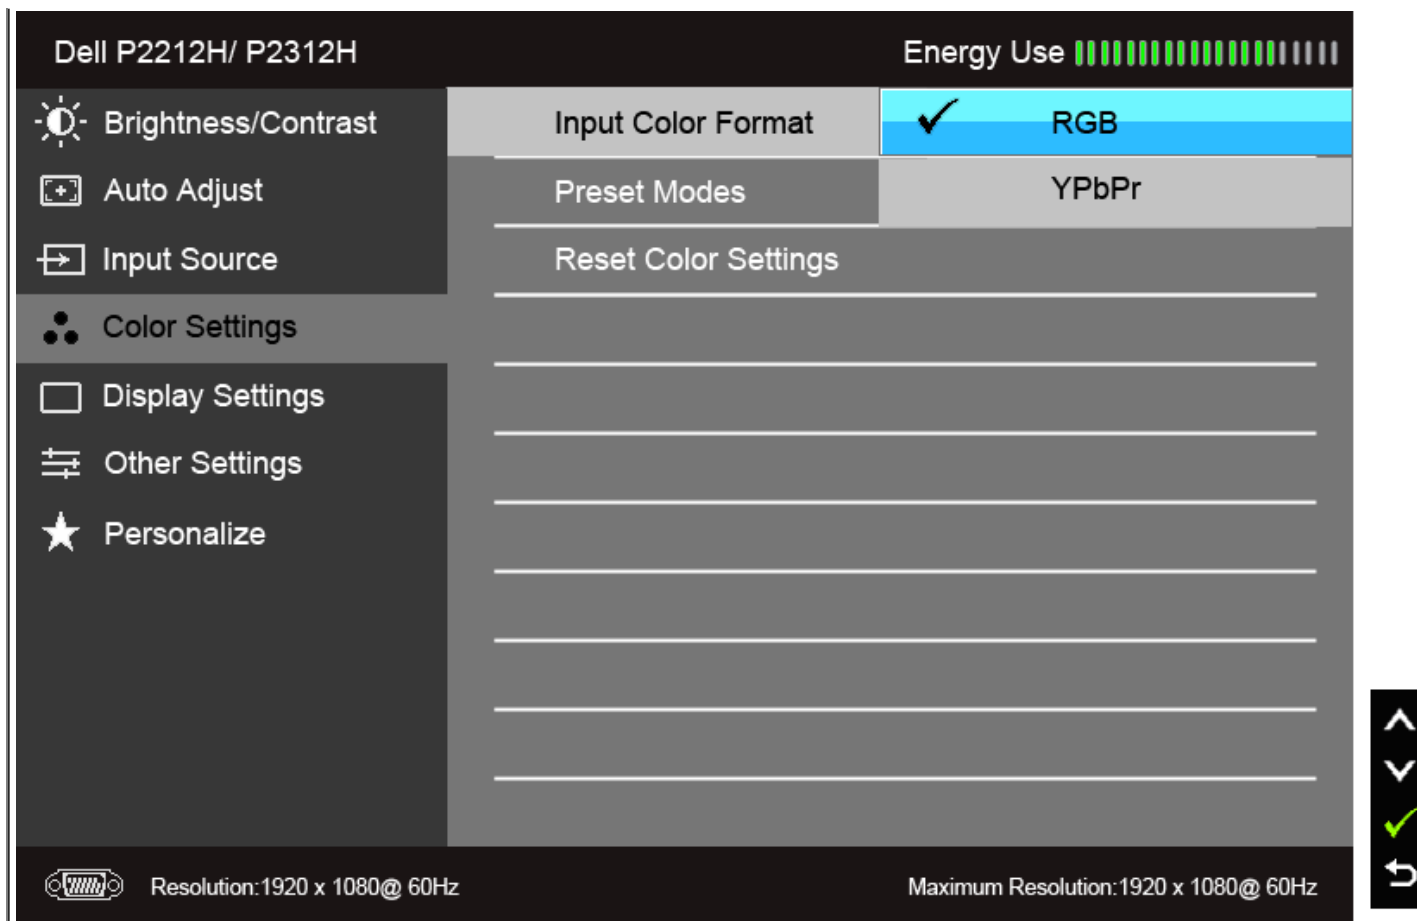 Dell P2212H/ P2312H
Energy Use
Brightness/Contrast
Auto Adjust
Input Source
Color Settings
Display Settings
Other Settings
Personalize
Input Color Format
Preset Modes
Reset Color Settings
RGB
YPbPr
Resolution:1920 x 1080@ 60Hz
Maximum Resolution:1920 x 1080@ 60Hz